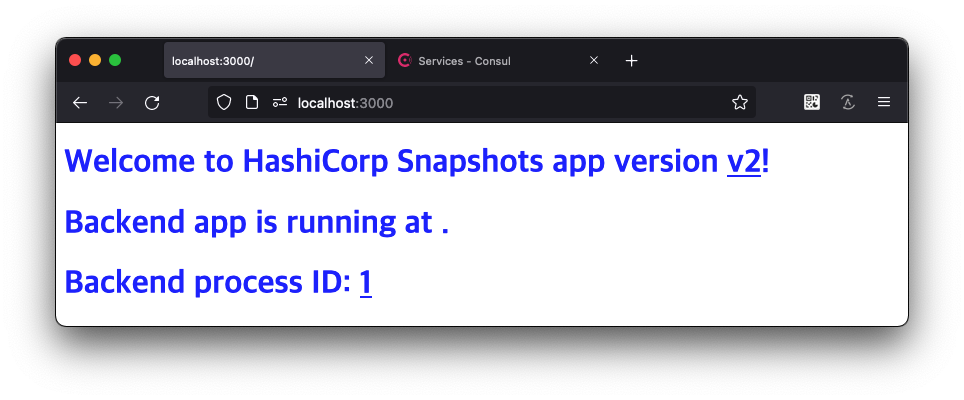 localhost:3000/
Services - Consul
localhost:3000
Welcome to HashiCorp Snapshots app version v2!
Backend app is running at .
Backend process ID: 1